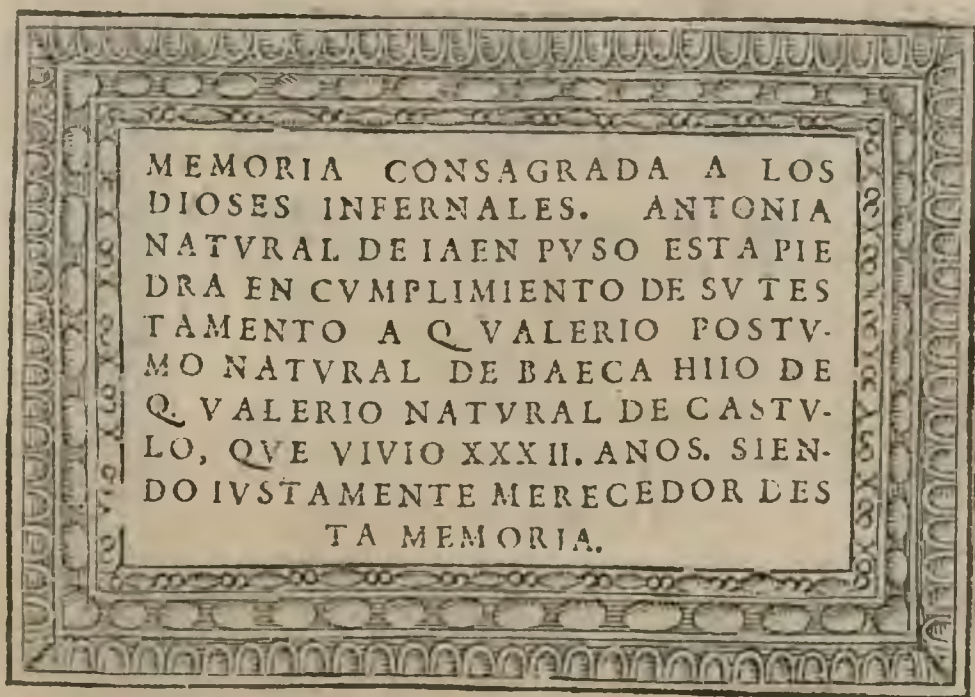 MEMORIA CONSAGRADA A LOS
DIOSES INFERNALES. ANTONIA
NATVRAL DE IAEN PVSO ESTA PIE
DRA EN CVMPLIMIENTO DE SV TES
TAMENTO A Q VALERIO POSTV-
MO NATVRAL DE BAECA HIIO DE
Q. VALERIO NATVRAL DE CASTV-
LO, QVE VIVIO XXXII. ANOS. SIEN-
DO IVSTAMENTE MERECEDOR DES
TA MEMORIA.